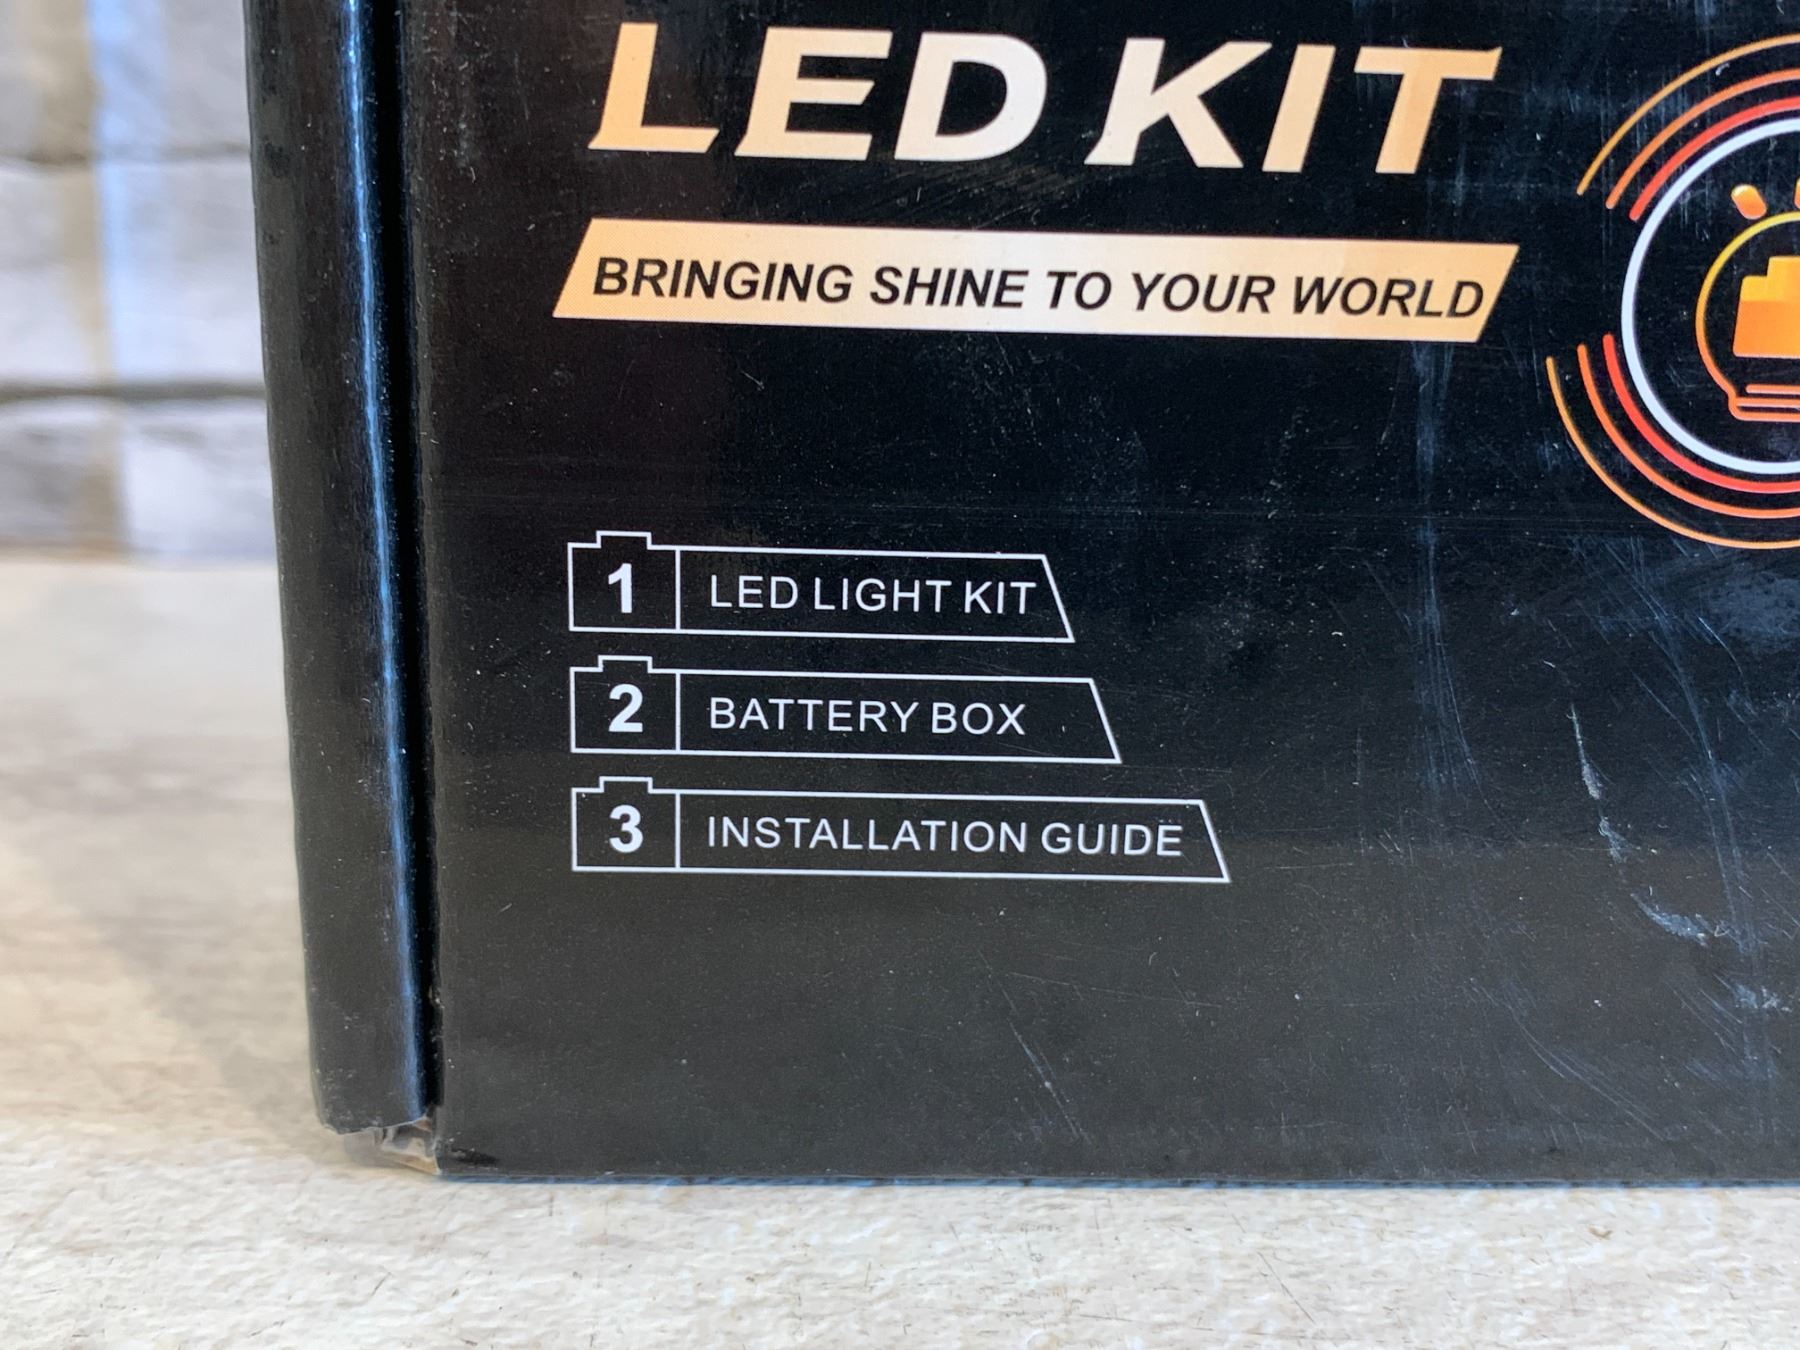 LED KIT
BRINGING SHINE TO YOUR WORLD
1 LED LIGHT KIT
2 BATTERY BOX
3 INSTALLATION GUIDE